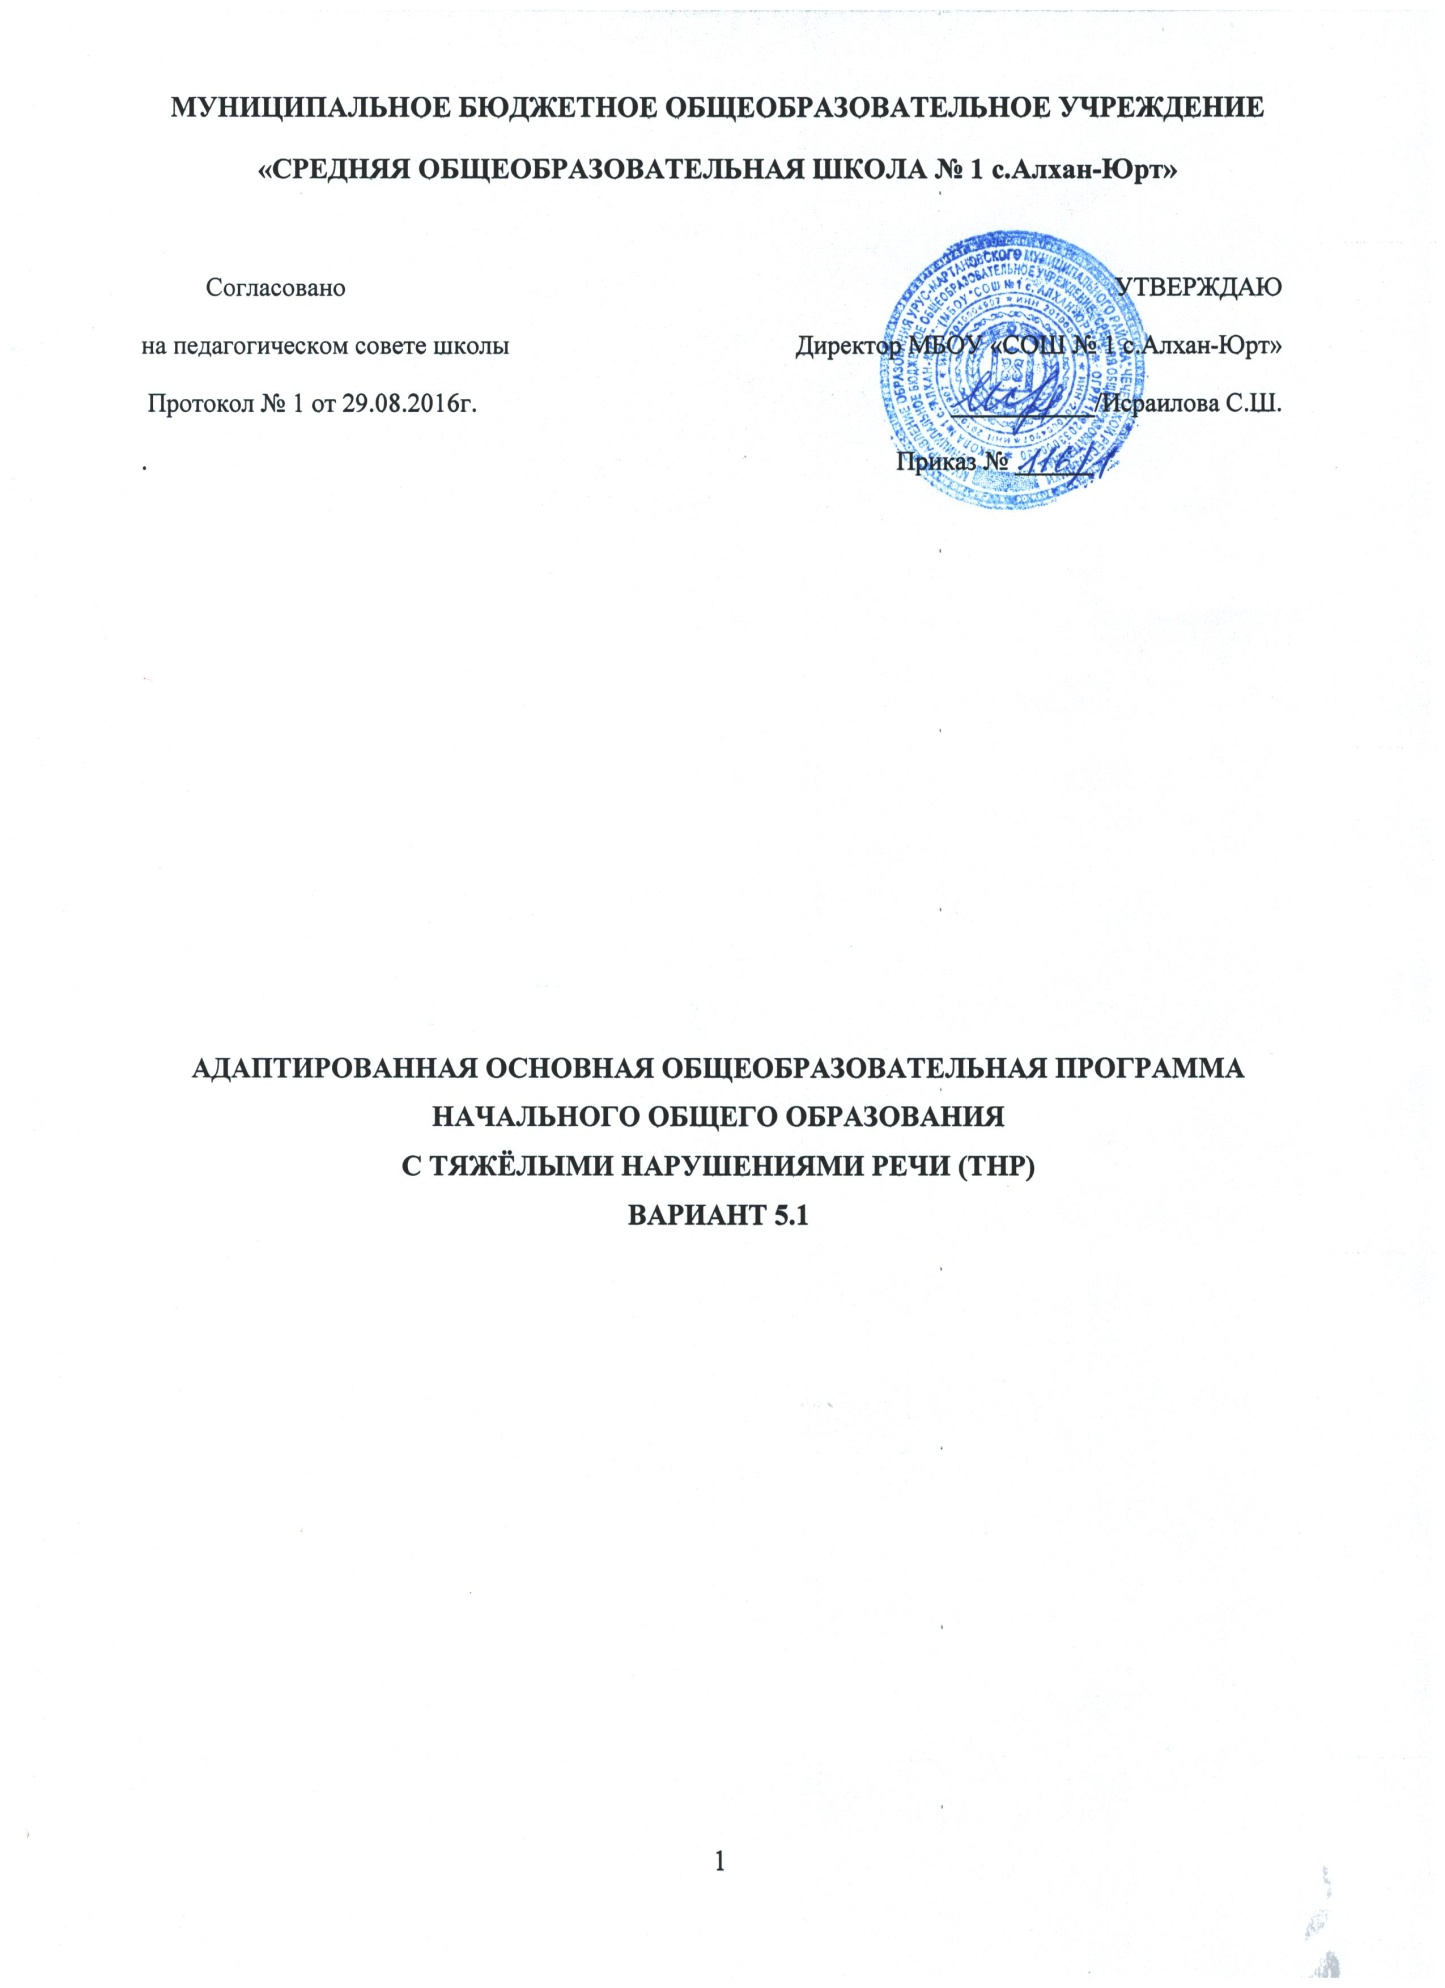 МУНИЦИПАЛЬНОЕ БЮДЖЕТНОЕ ОБЩЕОБРАЗОВАТЕЛЬНОЕ УЧРЕЖДЕНИЕ
«СРЕДНЯЯ ОБЩЕОБРАЗОВАТЕЛЬНАЯ ШКОЛА № 1 с.Алхан-Юрт»
Согласовано УТВЕРЖДАЮ
на педагогическом совете школы Директор МБОУ «СОШ № 1 с.Алхан-Юрт»
Протокол № 1 от 29.08.2016г. /Исраилова С.Ш.
. Приказ № 116/1
АДАПТИРОВАННАЯ ОСНОВНАЯ ОБЩЕОБРАЗОВАТЕЛЬНАЯ ПРОГРАММА
НАЧАЛЬНОГО ОБЩЕГО ОБРАЗОВАНИЯ
С ТЯЖЁЛЫМИ НАРУШЕНИЯМИ РЕЧИ (ТНР)
ВАРИАНТ 5.1
1